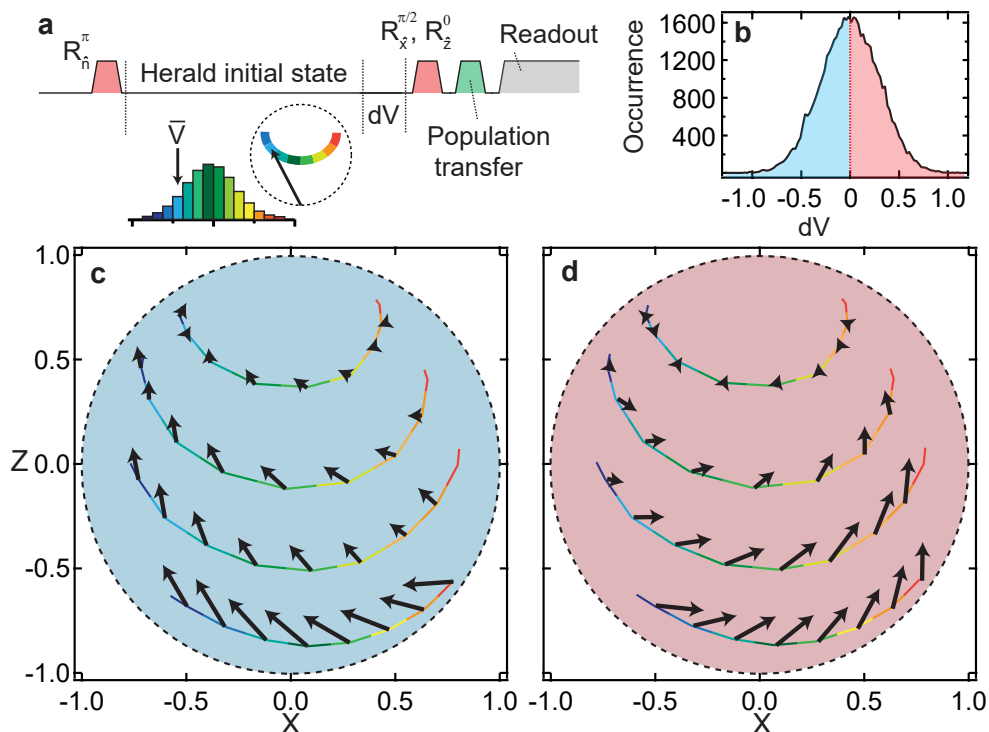 a
R_n̂^π
Herald initial state
R_x̂^{π/2}, R_ẑ^0
Readout
dV
Population
transfer
V̄
b
Occurrence
1600
1200
800
400
-1.0
-0.5
0
0.5
1.0
dV
c
Z
1.0
0.5
0.0
-0.5
-1.0
-1.0
-0.5
0.0
0.5
1.0
X
d
-1.0
-0.5
0.0
0.5
1.0
X